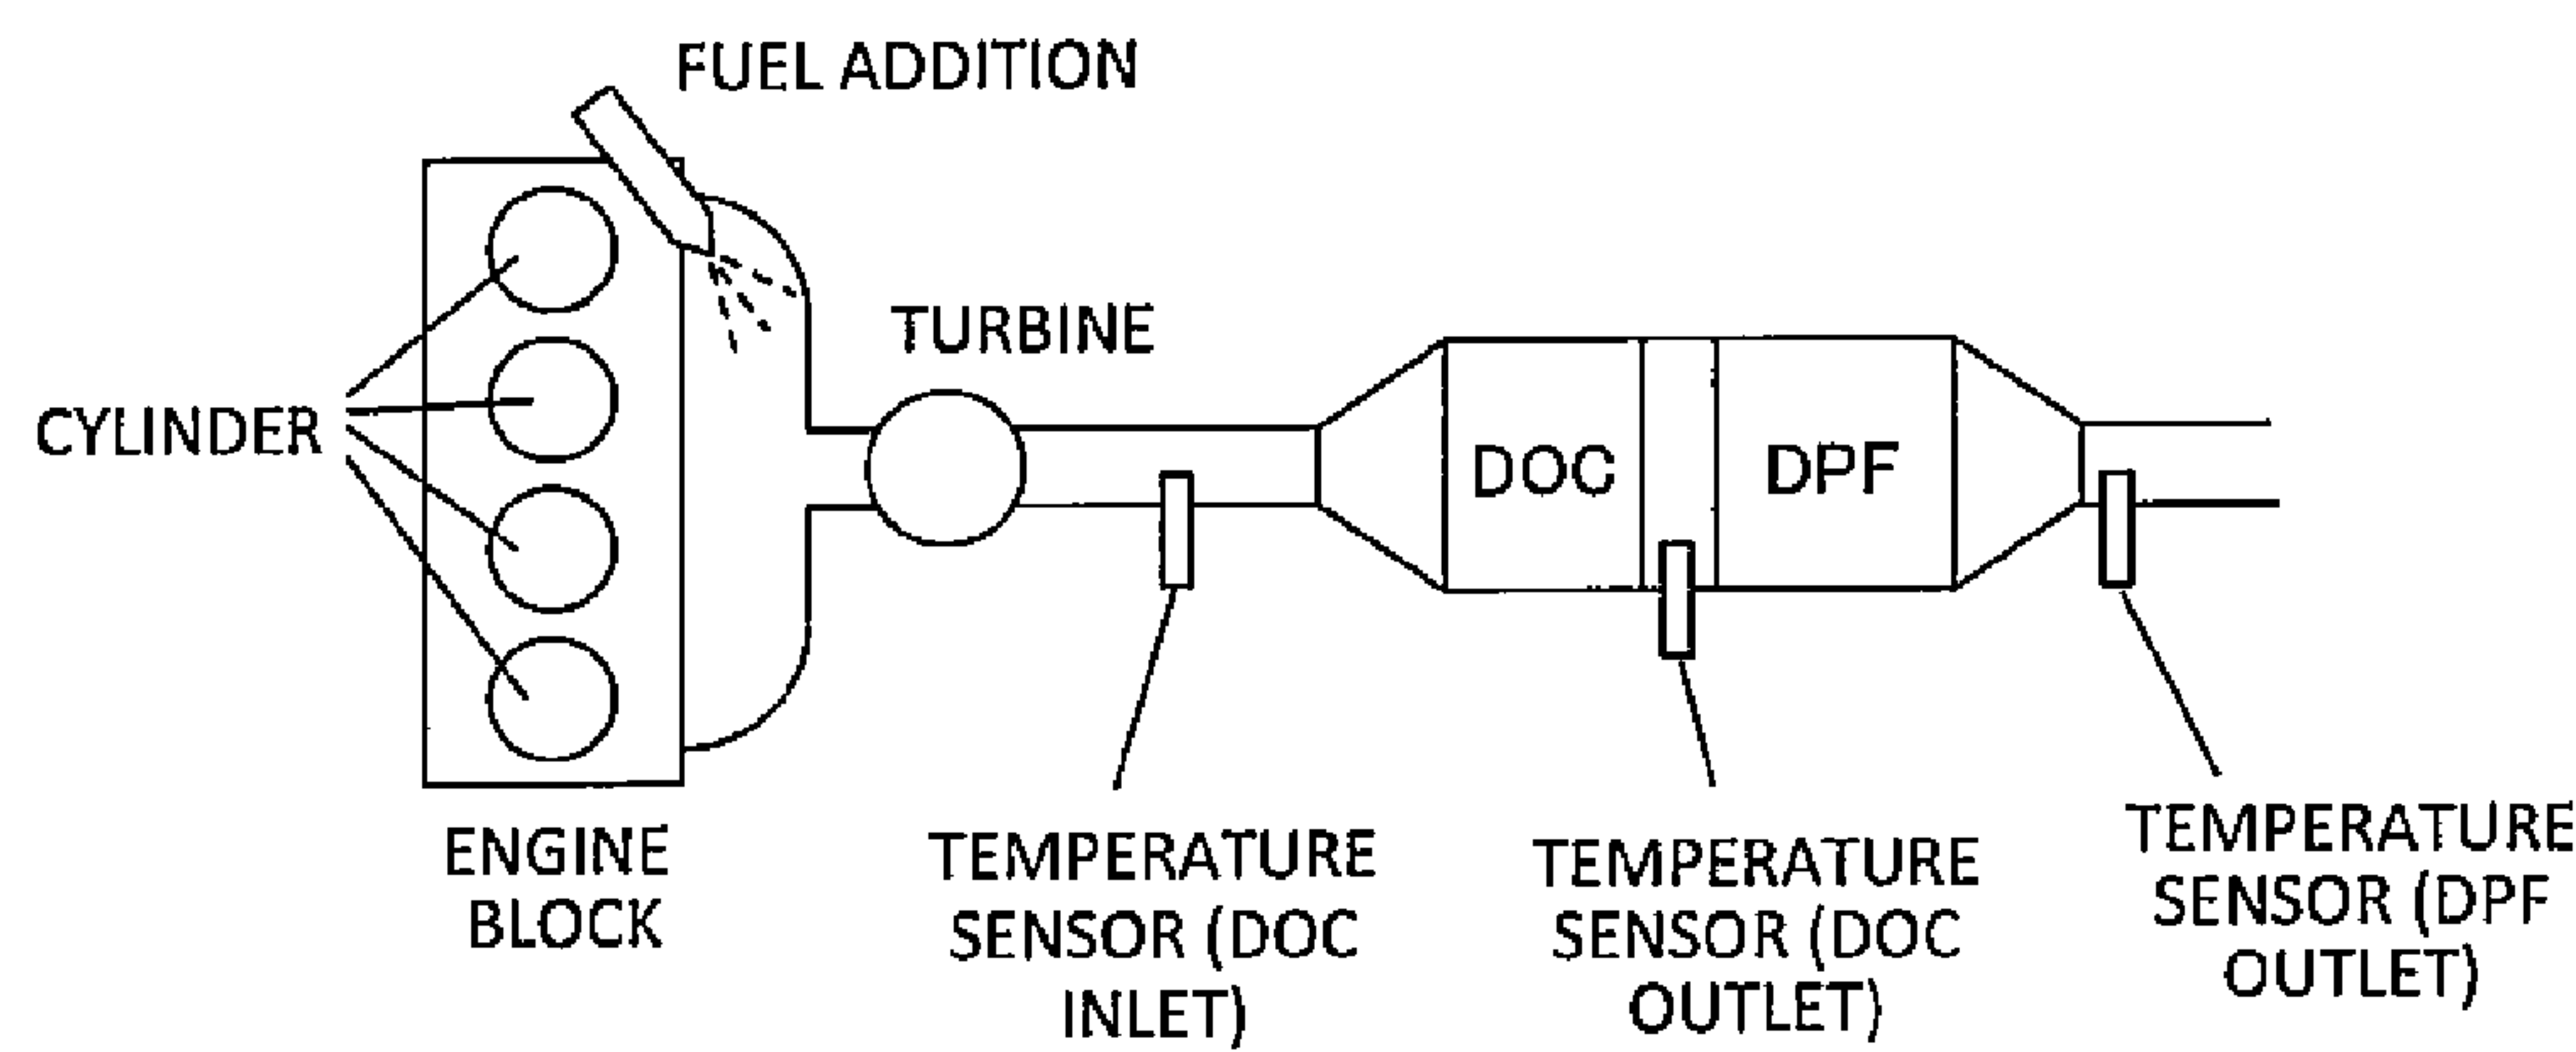 FUEL ADDITION
TURBINE
CYLINDER
DOC
DPF
ENGINE
BLOCK
TEMPERATURE
SENSOR (DOC
INLET)
TEMPERATURE
SENSOR (DOC
OUTLET)
TEMPERATURE
SENSOR (DPF
OUTLET)